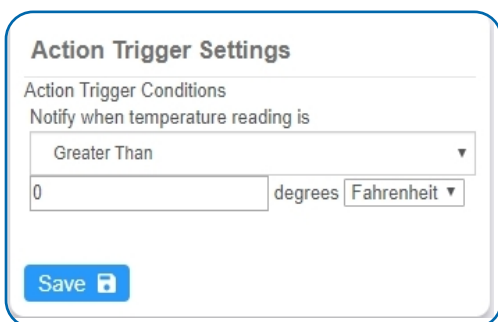 Action Trigger Settings
Action Trigger Conditions
Notify when temperature reading is
Greater Than
0 degrees Fahrenheit
Save